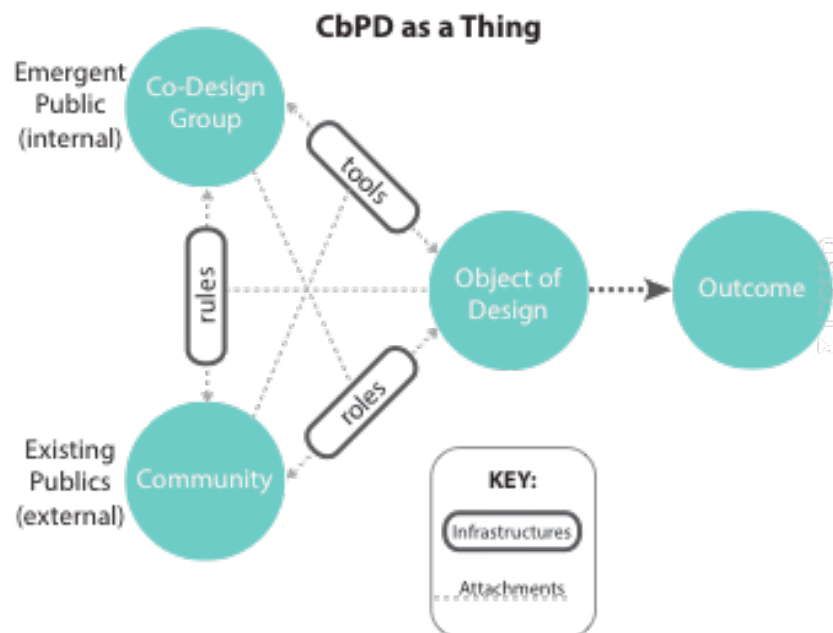 CbPD as a Thing
Emergent
Public
(internal)
Co-Design
Group
tools
rules
Object of
Design
Outcome
roles
Existing
Publics
(external)
Community
KEY:
Infrastructures
Attachments